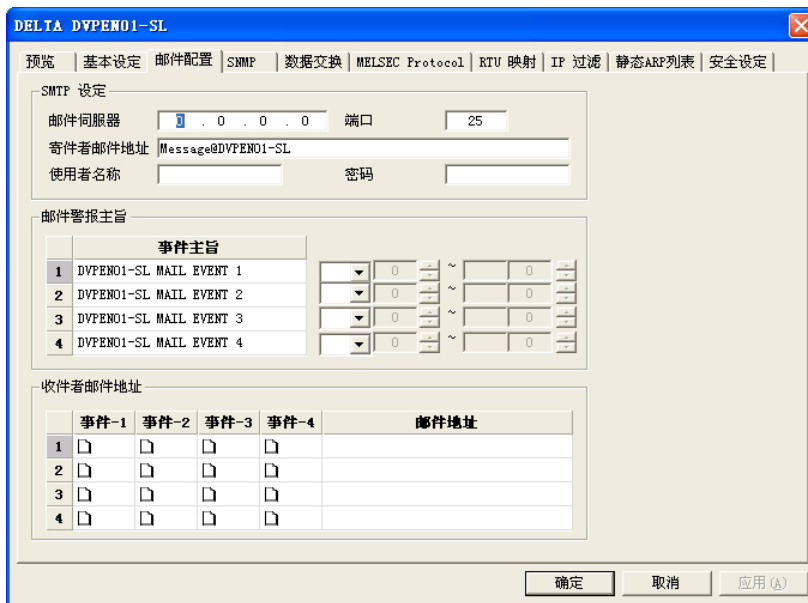 DELTA DVPEN01-SL
预览 基本设定 邮件配置 SNMP 数据交换 MELSEC Protocol RTU 映射 IP 过滤 静态ARP列表 安全设定
SMTP 设定
邮件伺服器 0 . 0 . 0 . 0 端口 25
寄件者邮件地址 Message@DVPEN01-SL
使用者名称 密码
邮件警报主旨
事件主旨
1 DVPEN01-SL MAIL EVENT 1 0 ~ 0
2 DVPEN01-SL MAIL EVENT 2 0 ~ 0
3 DVPEN01-SL MAIL EVENT 3 0 ~ 0
4 DVPEN01-SL MAIL EVENT 4 0 ~ 0
收件者邮件地址
事件-1 事件-2 事件-3 事件-4 邮件地址
1
2
3
4
确定 取消 应用(A)